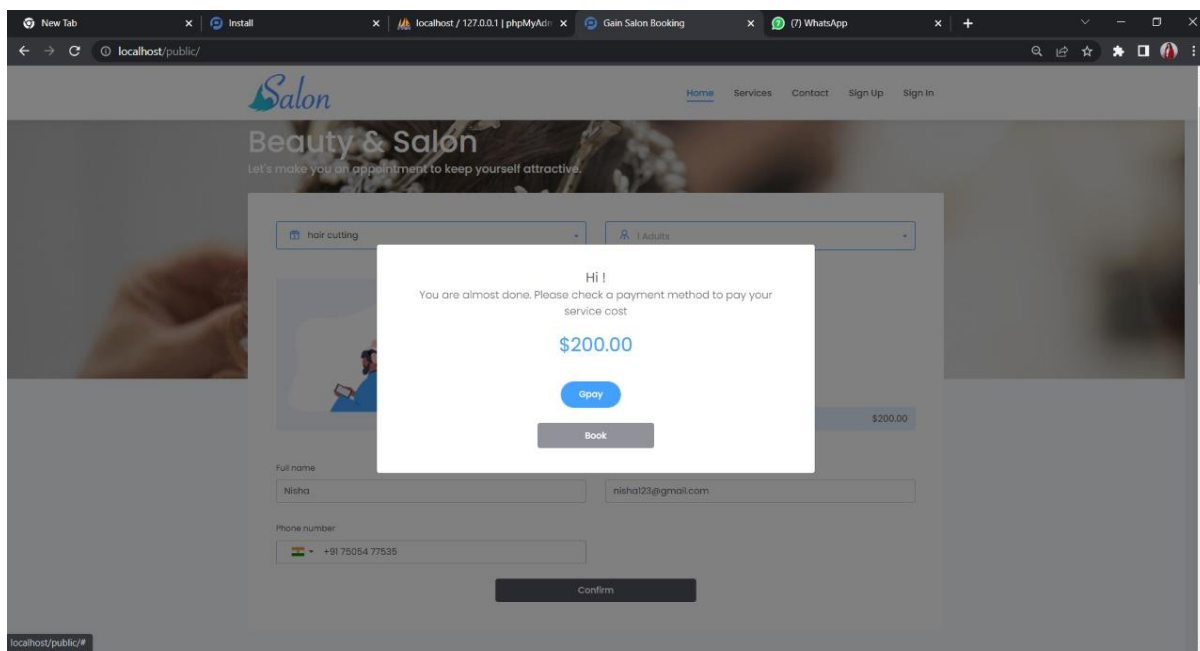 New Tab
Install
localhost / 127.0.0.1 | phpMyAdm
Gain Salon Booking
(7) WhatsApp
localhost/public/
Salon
Home Services Contact Sign Up Sign In
Beauty & Salon
Let's make you an appointment to keep yourself attractive.
hair cutting
1 Adults
Hi !
You are almost done. Please check a payment method to pay your
service cost
$200.00
Gpay
$200.00
Book
Full name
Nisha
nisha123@gmail.com
Phone number
+91 75054 77535
Confirm
localhost/public/#